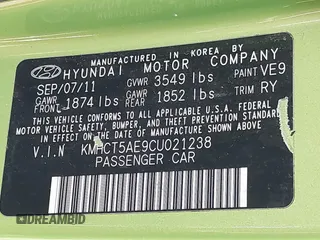 MANUFACTURED IN KOREA BY
HYUNDAI MOTOR COMPANY
SEP/07/11 GVWR 3549 lbs PAINT VE9
GAWR FRONT 1874 lbs GAWR REAR 1852 lbs TRIM RY
THIS VEHICLE CONFORMS TO ALL APPLICABLE FEDERAL
MOTOR VEHICLE SAFETY, BUMPER, AND THEFT
PREVENTION STANDARDS IN EFFECT ON THE DATE
OF MANUFACTURE SHOWN ABOVE.
V.I.N KMHCT5AE9CU021238
PASSENGER CAR
DREAMBID